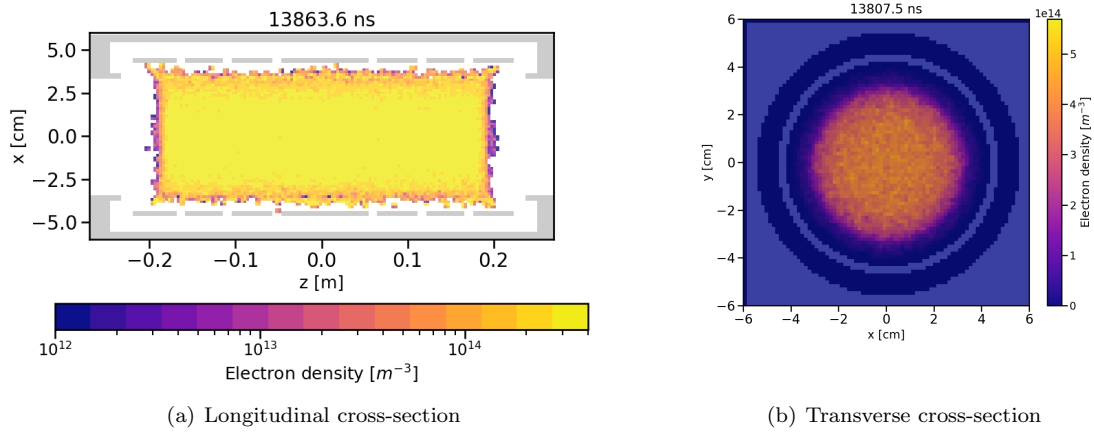 13863.6 ns
x [cm]
5.0
2.5
0.0
−2.5
−5.0
−0.2 −0.1 0.0 0.1 0.2
z [m]
10^12 10^13 10^14
Electron density [m^-3]
(a) Longitudinal cross-section
13807.5 ns
1e14
y [cm]
6
4
2
0
−2
−4
−6
−6 −4 −2 0 2 4 6
x [cm]
5
4
3
2
1
0
Electron density [m^-3]
(b) Transverse cross-section